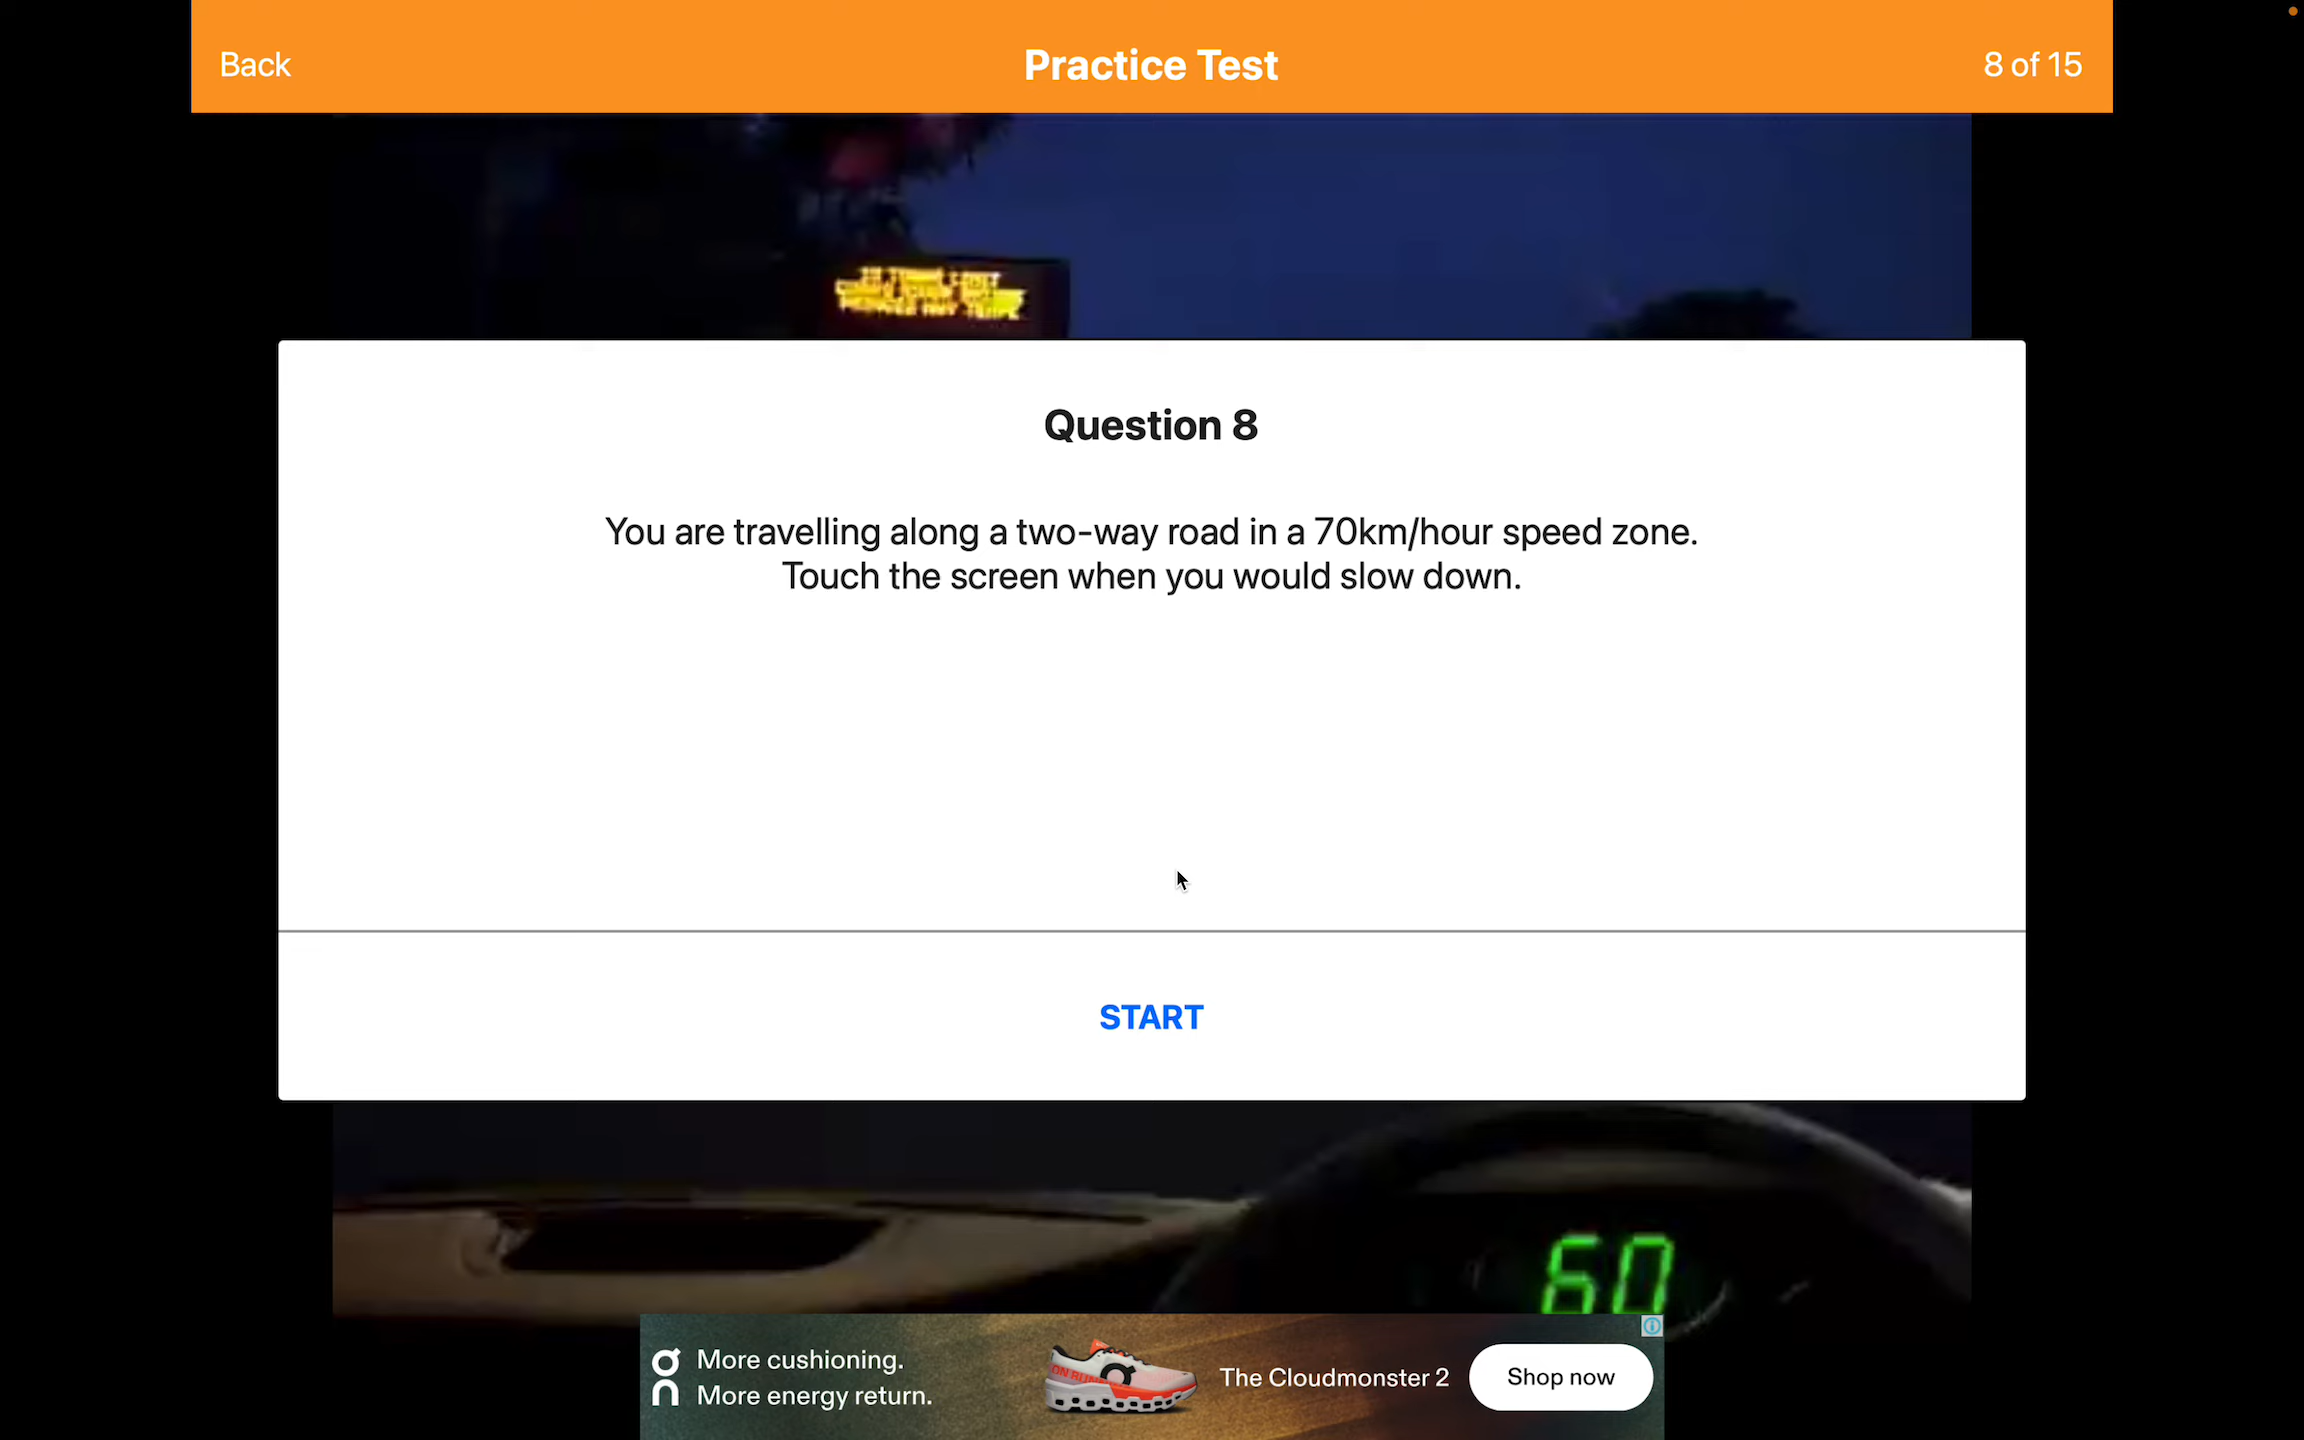 Back
Practice Test
8 of 15
Question 8
You are travelling along a two-way road in a 70km/hour speed zone.
Touch the screen when you would slow down.
START
60
on
More cushioning.
More energy return.
The Cloudmonster 2
Shop now